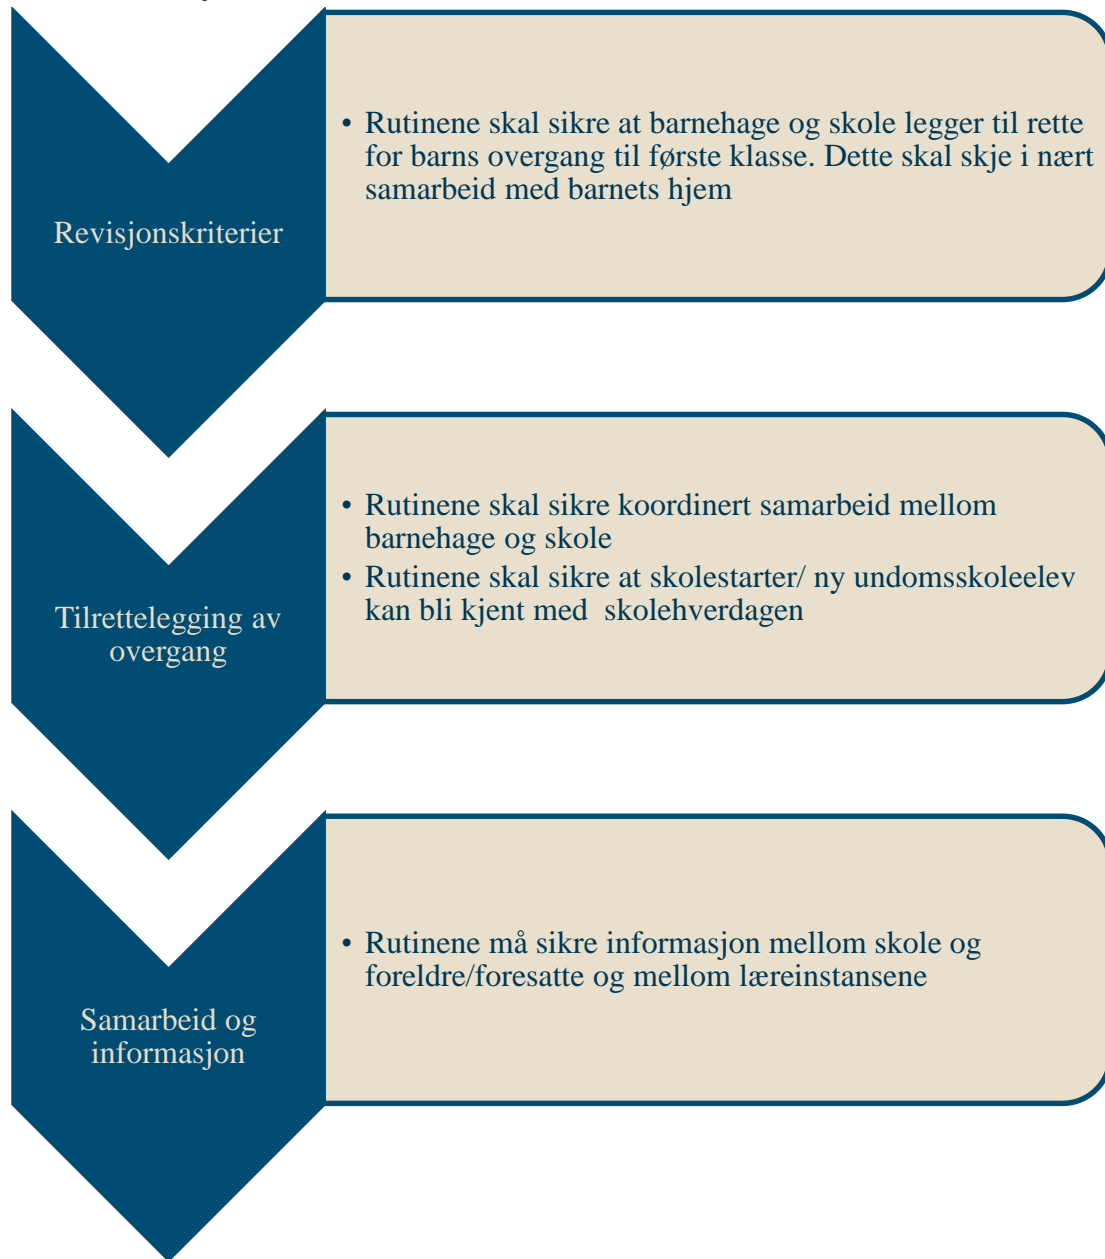 Revisjonskriterier
• Rutinene skal sikre at barnehage og skole legger til rette
for barns overgang til første klasse. Dette skal skje i nært
samarbeid med barnets hjem
Tilrettelegging av
overgang
• Rutinene skal sikre koordinert samarbeid mellom
barnehage og skole
• Rutinene skal sikre at skolestarter/ ny undomsskoleelev
kan bli kjent med  skolehverdagen
Samarbeid og
informasjon
• Rutinene må sikre informasjon mellom skole og
foreldre/foresatte og mellom læreinstansene